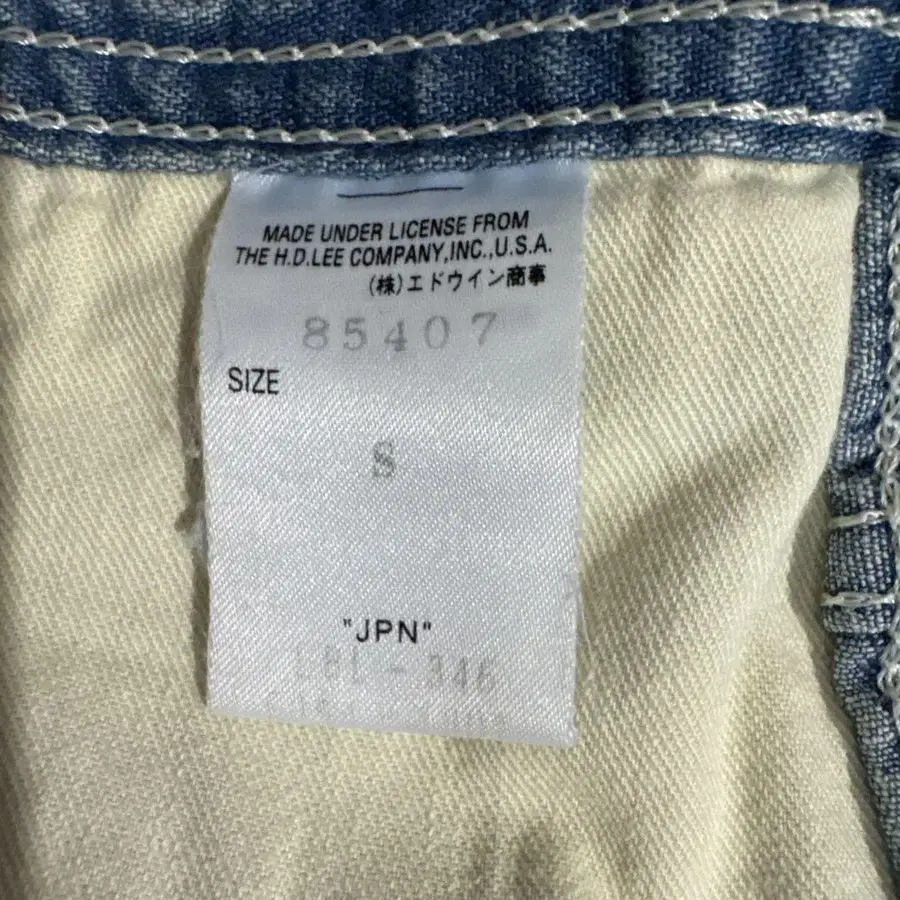 MADE UNDER LICENSE FROM
THE H.D.LEE COMPANY,INC.,U.S.A.
(株)エドウイン商事
85407
SIZE
S
"JPN"
- 346